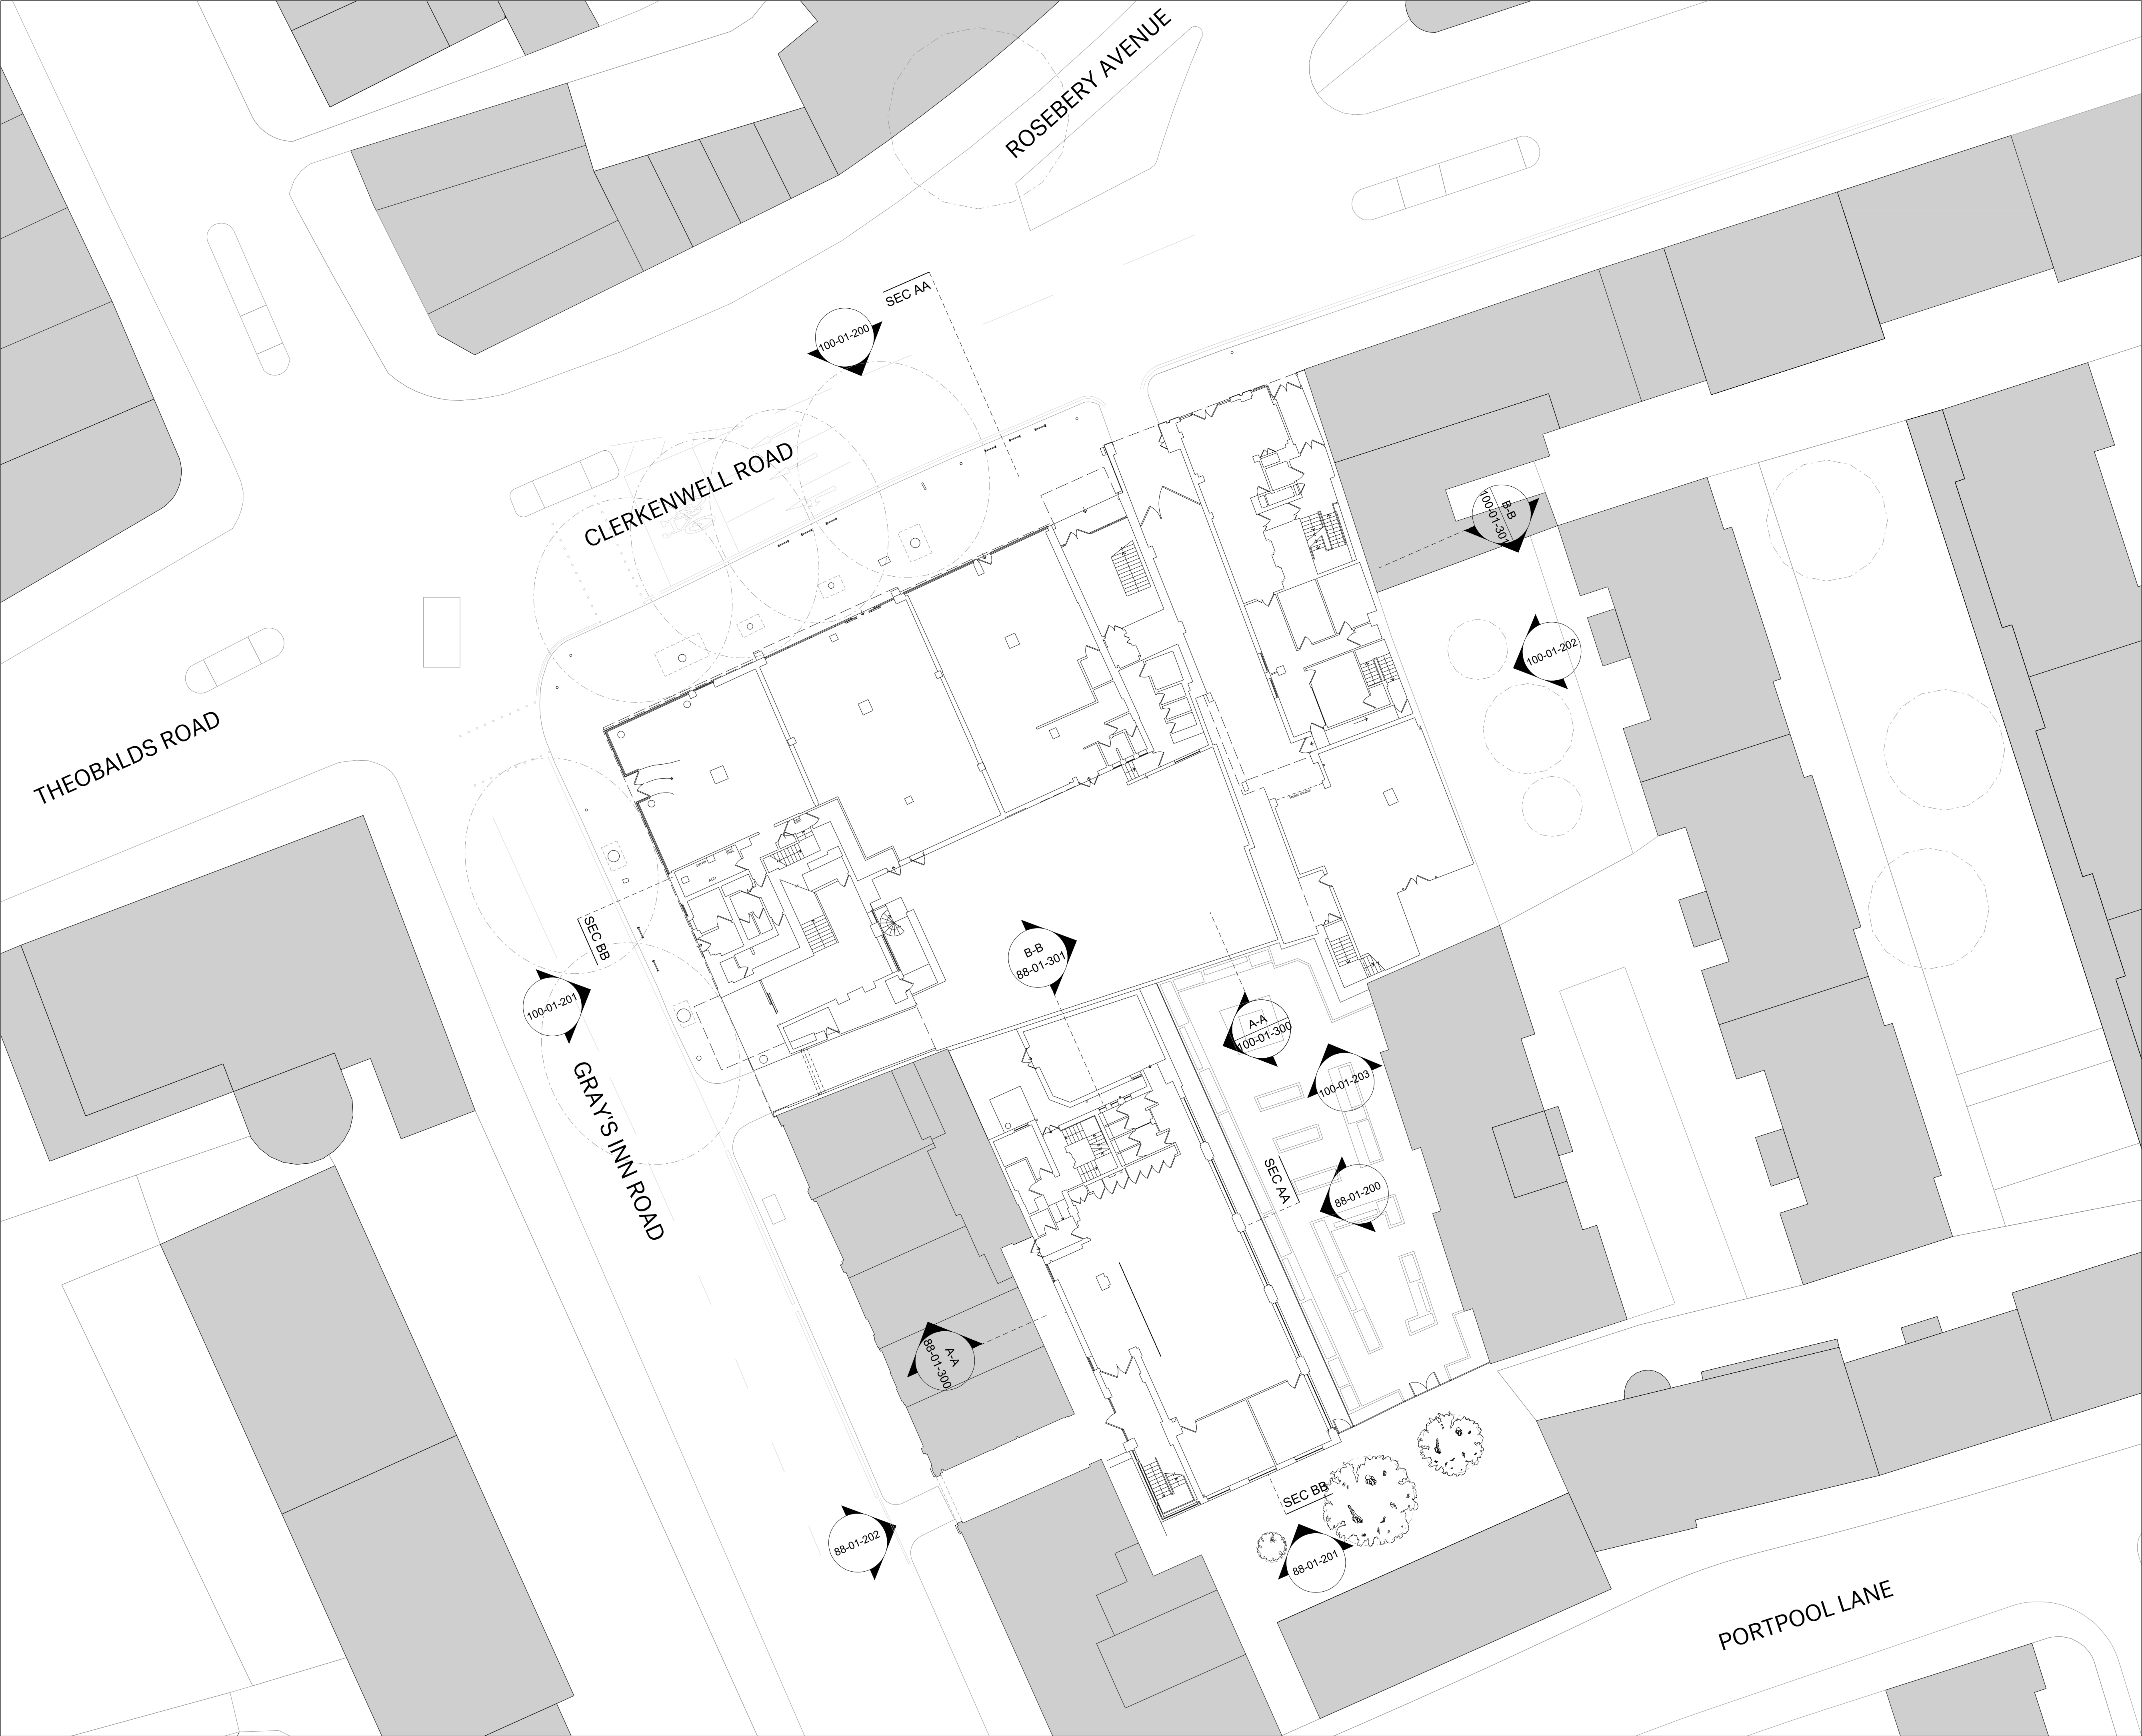 ROSEBERY AVENUE
SEC AA
100-01-200
CLERKENWELL ROAD
B-B
100-01-301
100-01-202
THEOBALDS ROAD
ACU
SEC BB
B-B
88-01-301
100-01-201
A-A
100-01-300
100-01-203
GRAY'S INN ROAD
SEC AA
88-01-200
A-A
88-01-300
SEC BB
88-01-202
88-01-201
PORTPOOL LANE